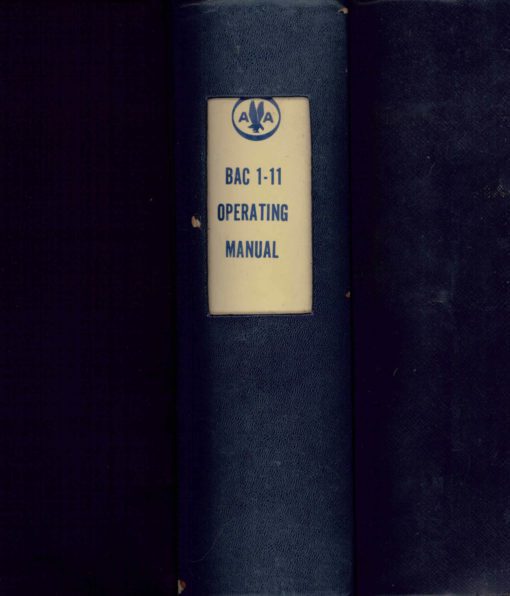 A A
BAC 1-11
OPERATING
MANUAL